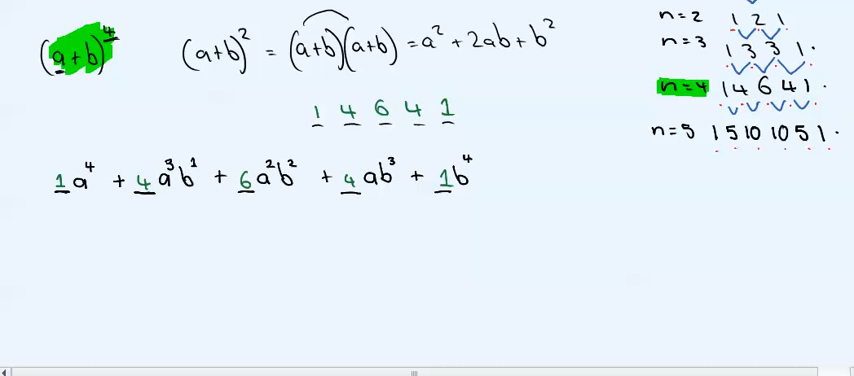 (a+b)⁴
(a+b)² = (a+b)(a+b) = a² + 2ab + b²
1 4 6 4 1
1a⁴ + 4a³b¹ + 6a²b² + 4ab³ + 1b⁴
n=2 1 2 1
n=3 1 3 3 1.
n=4 1 4 6 4 1.
n=5 1 5 10 10 5 1.